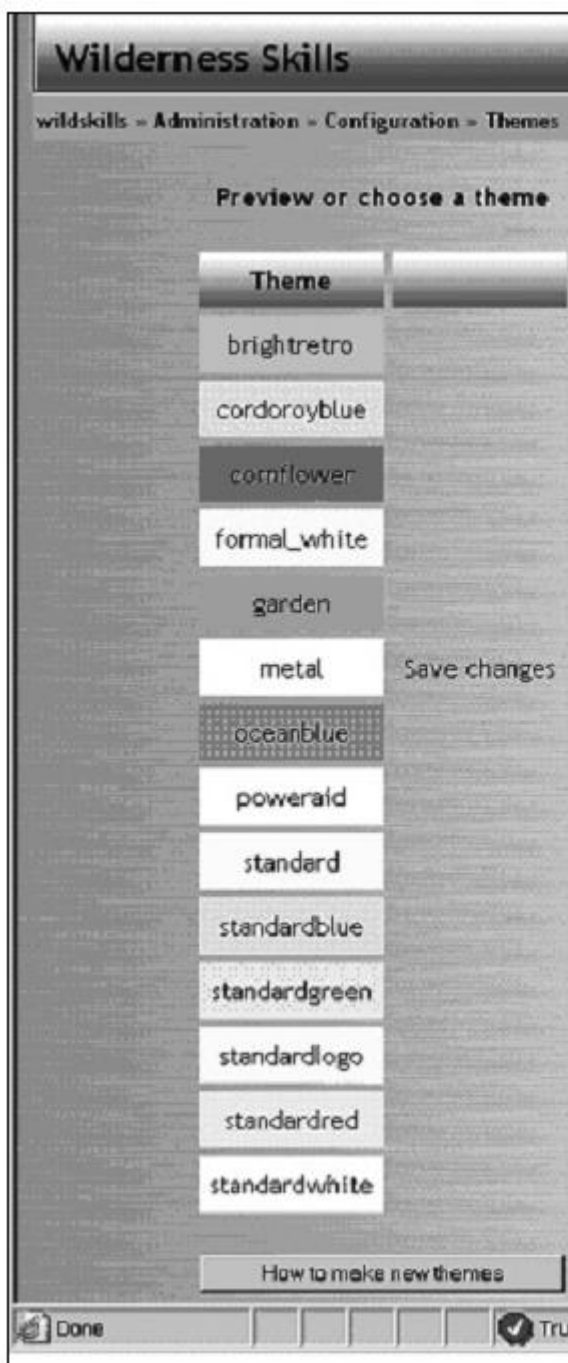 Wilderness Skills
wildskills » Administration » Configuration » Themes
Preview or choose a theme
Theme
brightretro
cordoroyblue
cornflower
formal_white
garden
metal Save changes
oceanblue
poweraid
standard
standardblue
standardgreen
standardlogo
standardred
standardwhite
How to make new themes
Done